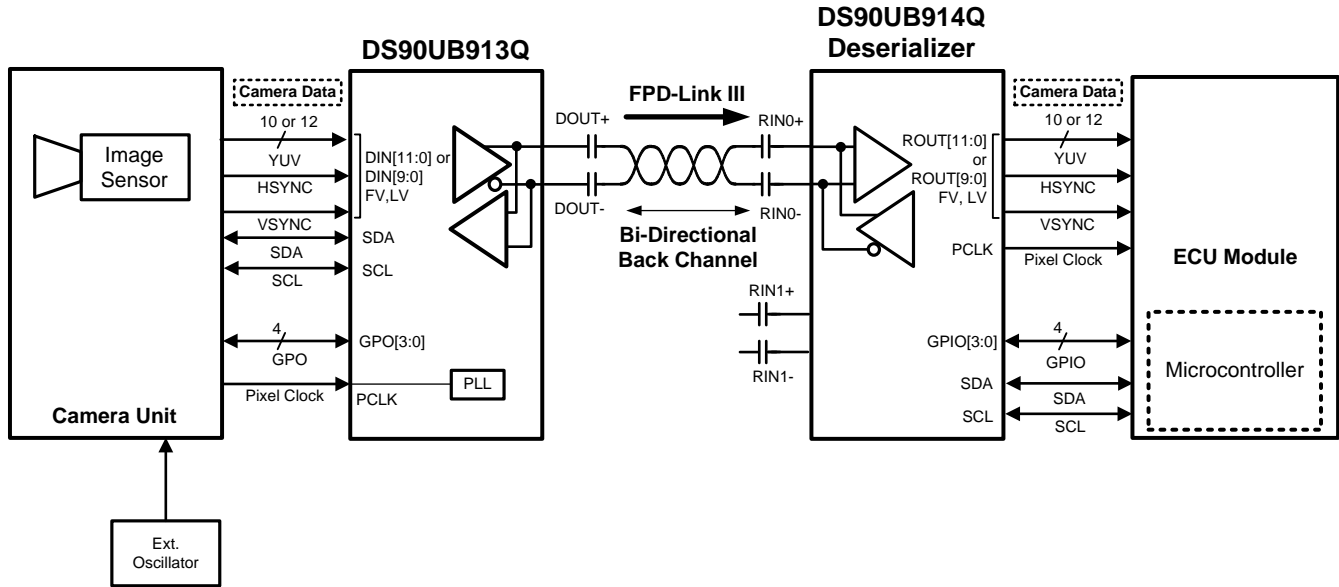 DS90UB913Q
DS90UB914Q
Deserializer
Camera Data
10 or 12
YUV
HSYNC
VSYNC
SDA
SCL
4
GPO
Pixel Clock
Image
Sensor
Camera Unit
Ext.
Oscillator
DIN[11:0] or
DIN[9:0]
FV,LV
SDA
SCL
GPO[3:0]
PCLK
PLL
DOUT+
DOUT-
FPD-Link III
Bi-Directional
Back Channel
RIN0+
RIN0-
RIN1+
RIN1-
ROUT[11:0]
or
ROUT[9:0]
FV, LV
PCLK
GPIO[3:0]
SDA
SCL
Camera Data
10 or 12
YUV
HSYNC
VSYNC
Pixel Clock
4
GPIO
SDA
SCL
ECU Module
Microcontroller